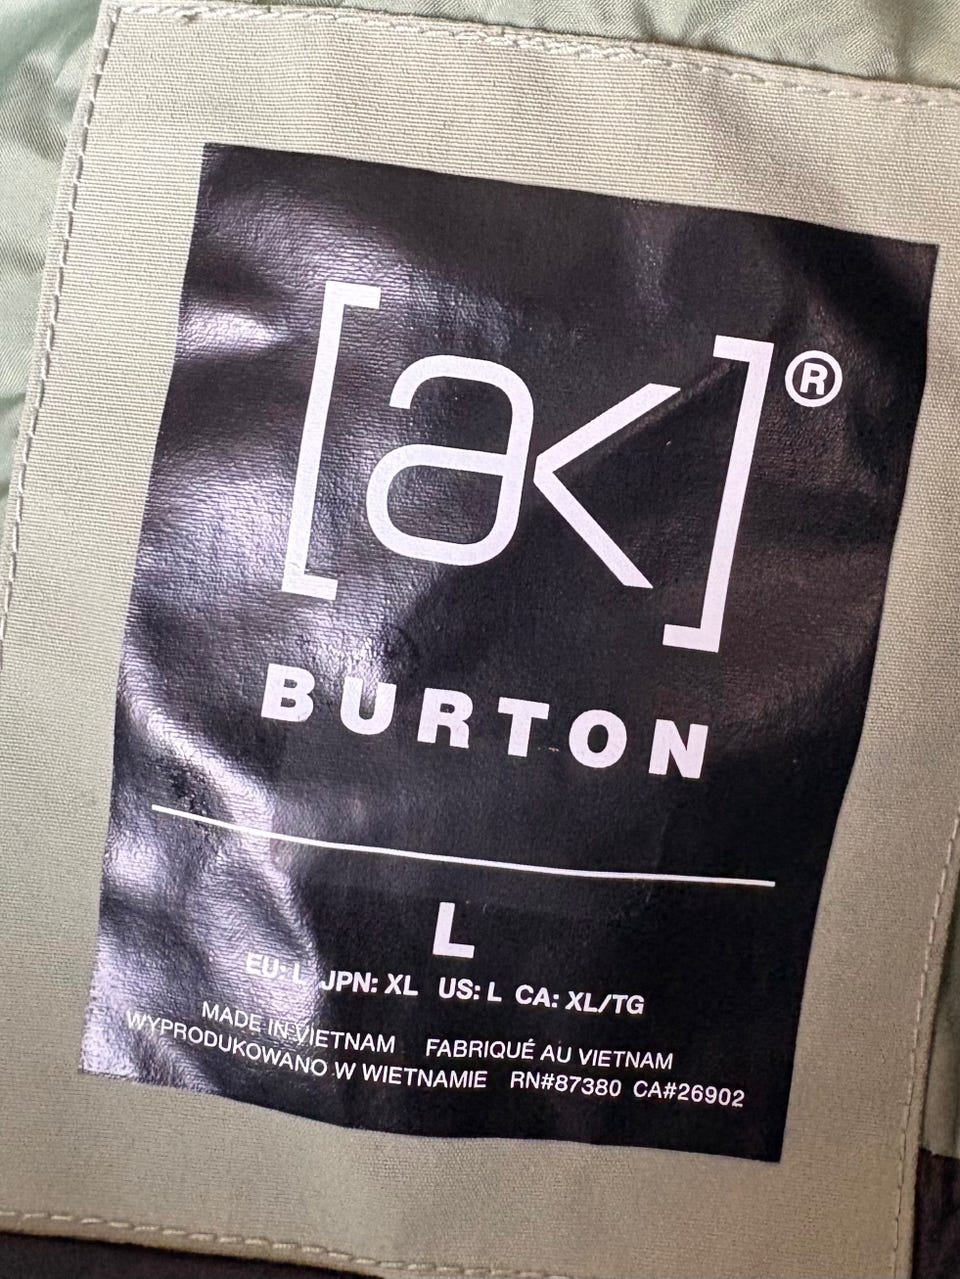 [ak]®
BURTON
L
EU: L JPN: XL US: L CA: XL/TG
MADE IN VIETNAM FABRIQUÉ AU VIETNAM
WYPRODUKOWANO W WIETNAMIE RN#87380 CA#26902